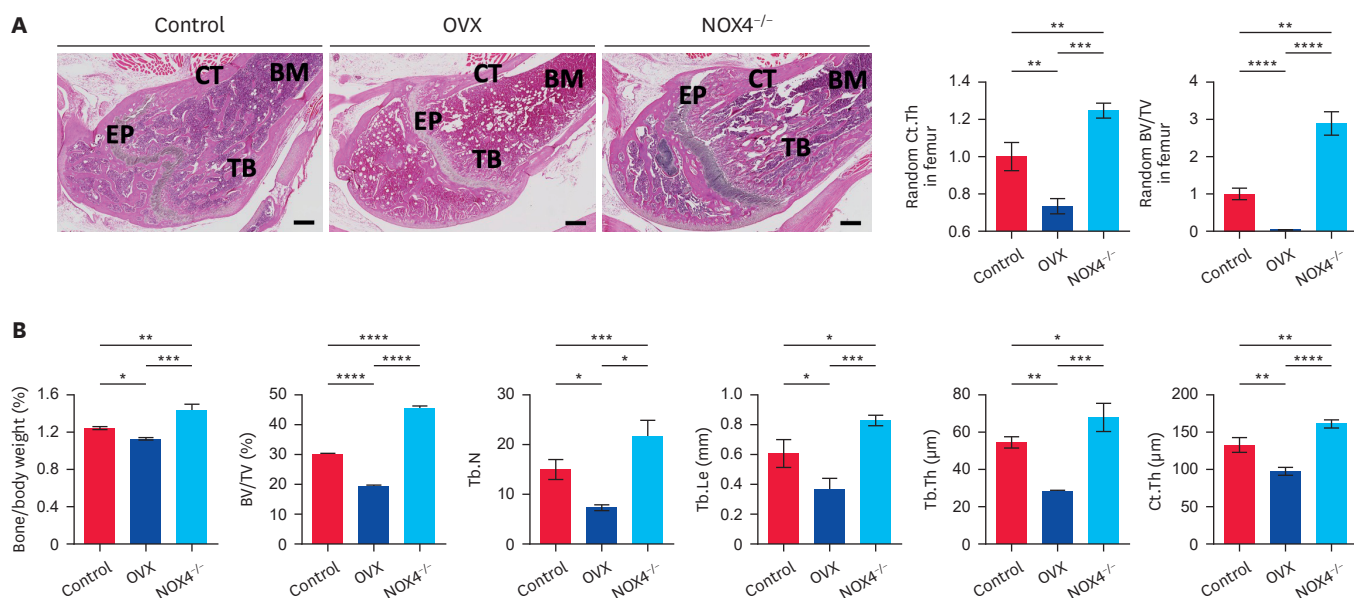 A
Control
OVX
NOX4⁻/⁻
CT
BM
EP
TB
CT
BM
EP
TB
CT
BM
EP
TB
**
***
**
Random Ct.Th
in femur
1.4
1.2
1.0
0.8
0.6
Control
OVX
NOX4⁻/⁻
**
****
****
Random BV/TV
in femur
4
3
2
1
0
Control
OVX
NOX4⁻/⁻
B
**
***
*
Bone/body weight (%)
1.6
1.2
0.8
0.4
0
Control
OVX
NOX4⁻/⁻
****
****
****
BV/TV (%)
50
40
30
20
10
0
Control
OVX
NOX4⁻/⁻
***
*
*
Tb.N
30
20
10
0
Control
OVX
NOX4⁻/⁻
*
***
*
Tb.Le (mm)
1.0
0.8
0.6
0.4
0.2
0
Control
OVX
NOX4⁻/⁻
*
***
**
Tb.Th (µm)
80
60
40
20
0
Control
OVX
NOX4⁻/⁻
**
****
**
Ct.Th (µm)
200
150
100
50
0
Control
OVX
NOX4⁻/⁻